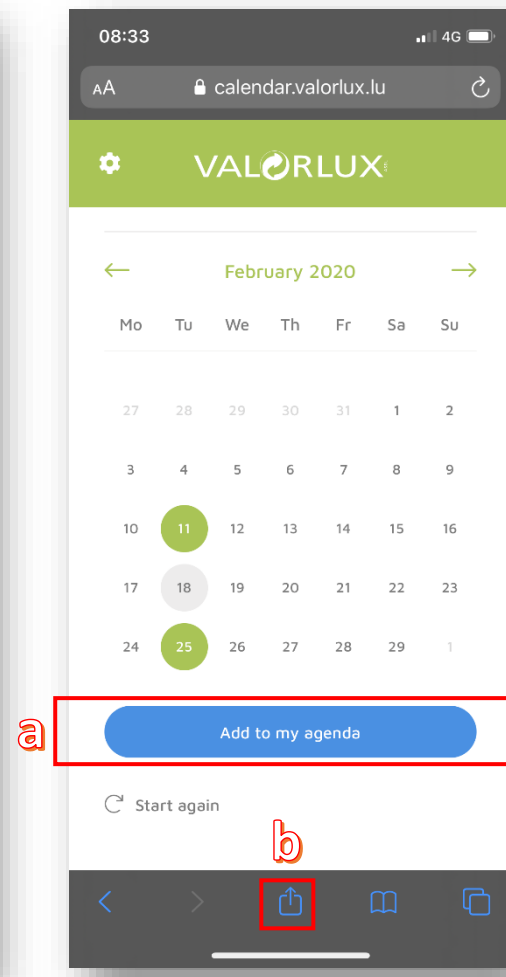 08:33 4G
AA calendar.valorlux.lu
VALORLUX
February 2020
Mo Tu We Th Fr Sa Su
27 28 29 30 31 1 2
3 4 5 6 7 8 9
10 11 12 13 14 15 16
17 18 19 20 21 22 23
24 25 26 27 28 29 1
a
Add to my agenda
Start again
b